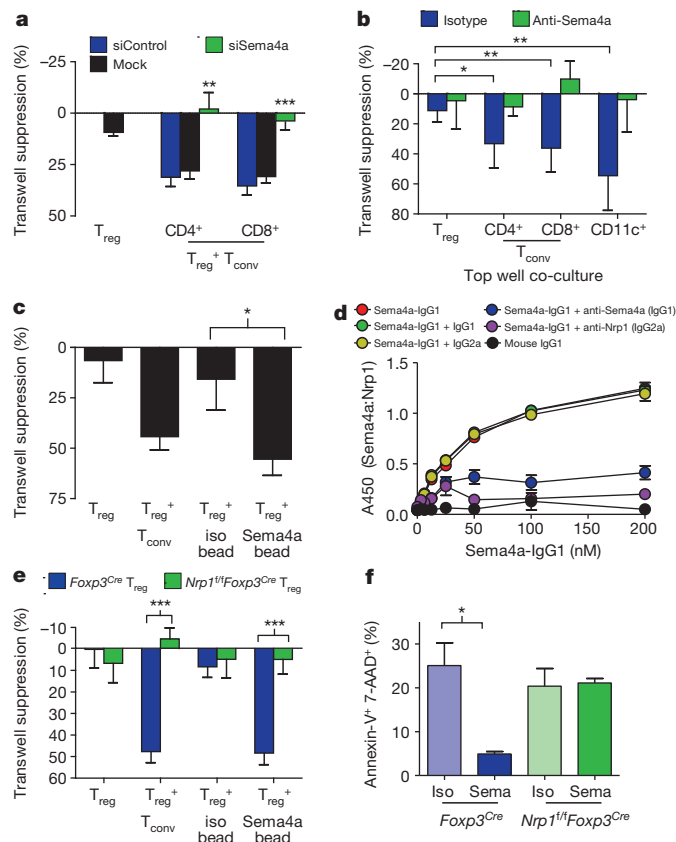 a
siControl
siSema4a
Mock
Transwell suppression (%)
−25
0
25
50
**
***
Treg
CD4+
CD8+
Treg+ Tconv
b
Isotype
Anti-Sema4a
Transwell suppression (%)
−20
0
20
40
60
80
*
**
**
Treg
CD4+
CD8+
CD11c+
Tconv
Top well co-culture
c
Transwell suppression (%)
0
25
50
75
*
Treg
Treg+
Tconv
Treg+
iso
bead
Treg+
Sema4a
bead
d
Sema4a-IgG1
Sema4a-IgG1 + IgG1
Sema4a-IgG1 + IgG2a
Sema4a-IgG1 + anti-Sema4a (IgG1)
Sema4a-IgG1 + anti-Nrp1 (IgG2a)
Mouse IgG1
A450 (Sema4a:Nrp1)
1.5
1.0
0.5
0.0
0
50
100
150
200
Sema4a-IgG1 (nM)
e
Foxp3Cre Treg
Nrp1f/fFoxp3Cre Treg
Transwell suppression (%)
−10
0
10
20
30
40
50
60
***
***
Treg
Treg+
Tconv
Treg+
iso
bead
Treg+
Sema4a
bead
f
Annexin-V+ 7-AAD+ (%)
30
20
10
0
*
Iso
Sema
Iso
Sema
Foxp3Cre
Nrp1f/fFoxp3Cre